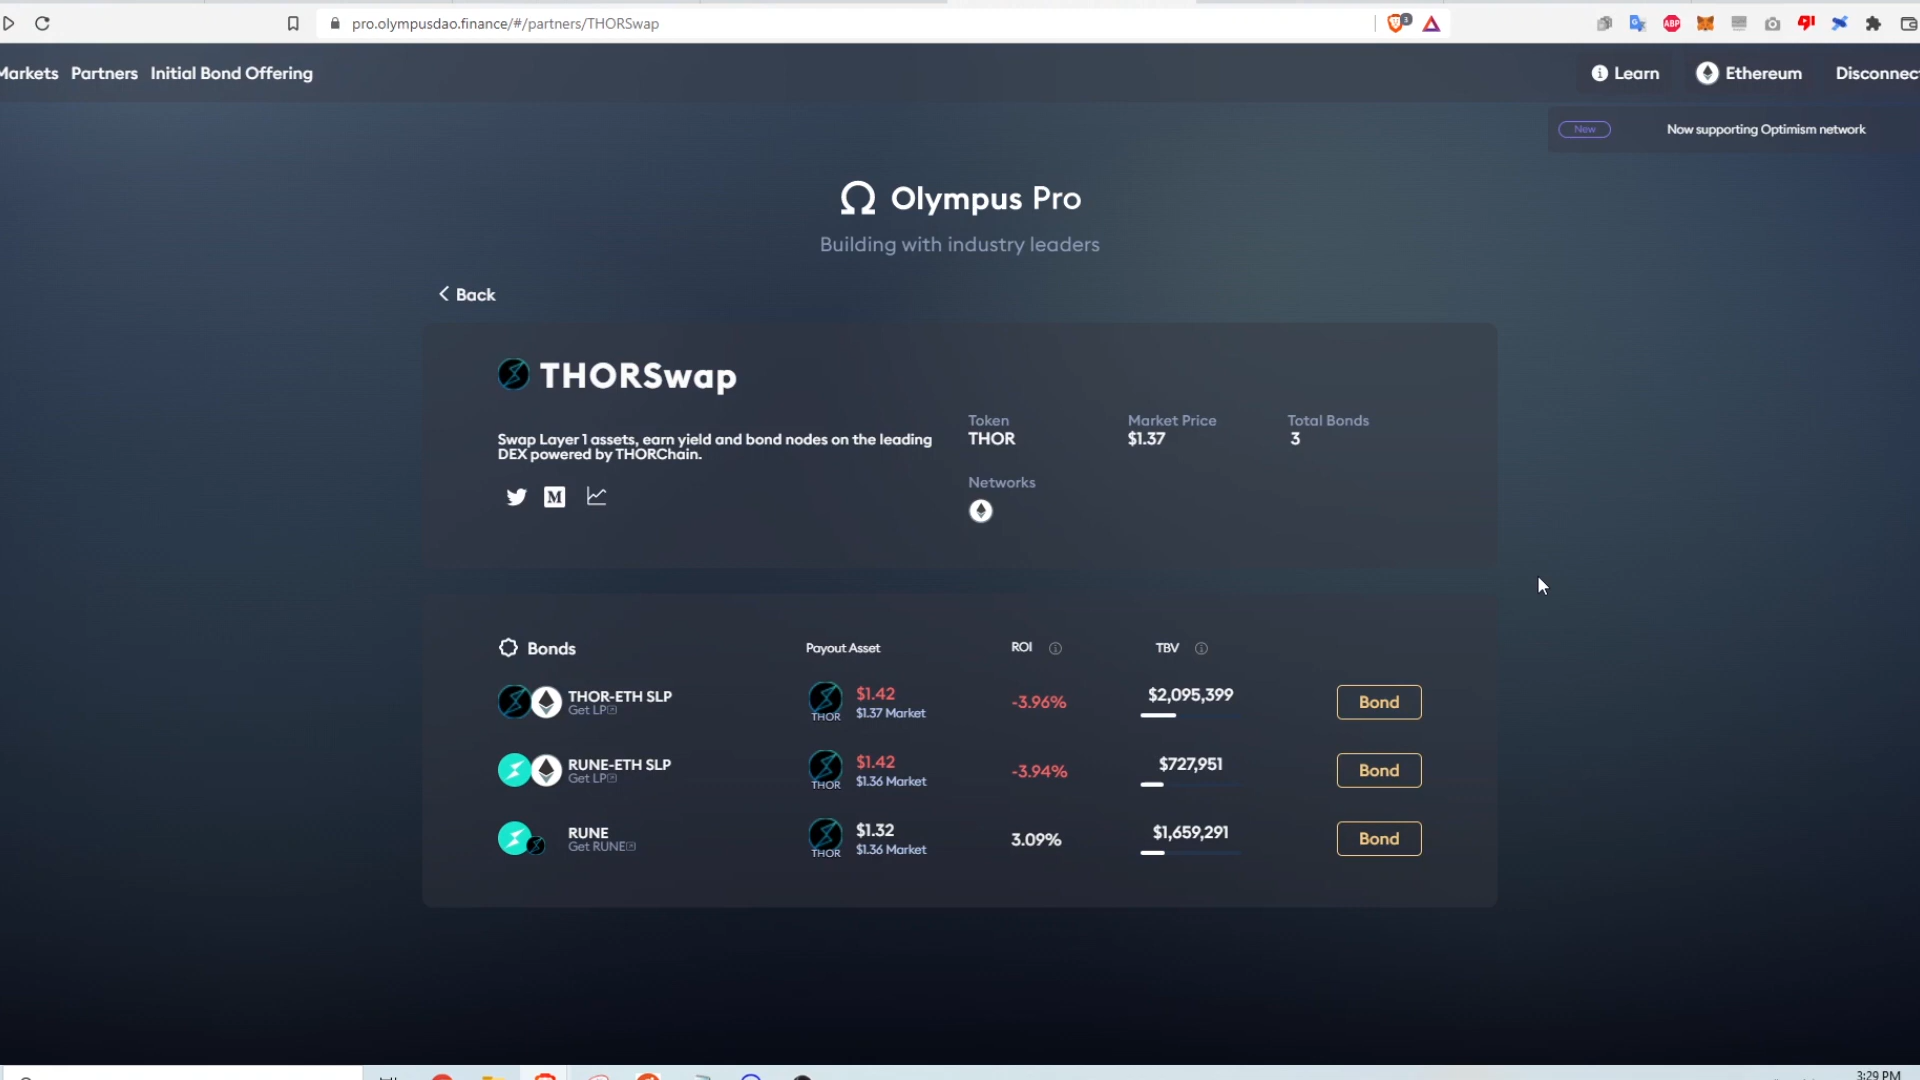 pro.olympusdao.finance/#/partners/THORSwap
3
ABP
Markets Partners Initial Bond Offering
Learn
Ethereum
Disconnect
New
Now supporting Optimism network
Olympus Pro
Building with industry leaders
Back
THORSwap
Swap Layer 1 assets, earn yield and bond nodes on the leading
DEX powered by THORChain.
M
Token
THOR
Market Price
$1.37
Total Bonds
3
Networks
Bonds
Payout Asset
ROI
TBV
THOR-ETH SLP
Get LP
THOR
$1.42
$1.37 Market
-3.96%
$2,095,399
Bond
RUNE-ETH SLP
Get LP
THOR
$1.42
$1.36 Market
-3.94%
$727,951
Bond
RUNE
Get RUNE
THOR
$1.32
$1.36 Market
3.09%
$1,659,291
Bond
3:29 PM